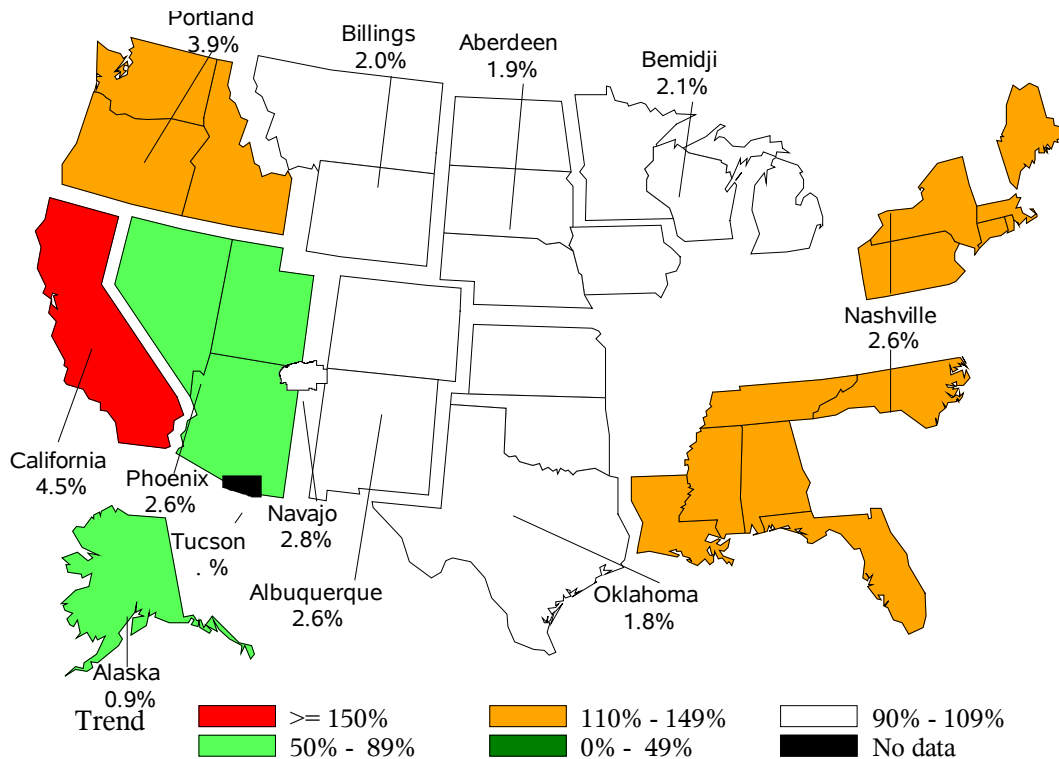 Portland
3.9%
Billings
2.0%
Aberdeen
1.9%
Bemidji
2.1%
Nashville
2.6%
California
4.5%
Phoenix
2.6%
Tucson
. %
Navajo
2.8%
Albuquerque
2.6%
Oklahoma
1.8%
Alaska
0.9%
Trend
>= 150%
110% - 149%
90% - 109%
50% - 89%
0% - 49%
No data